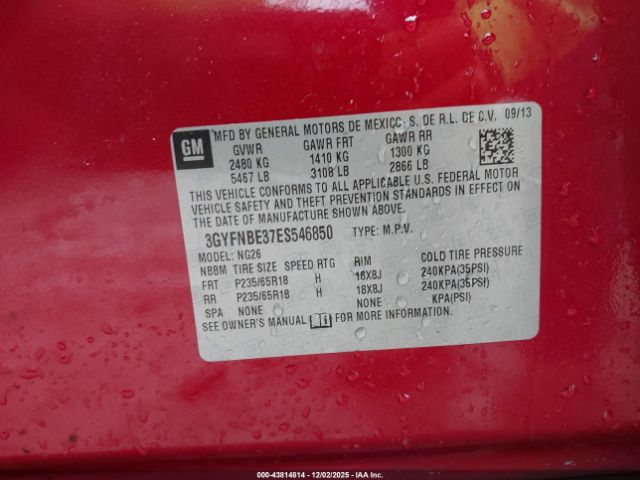 GM
MFD BY GENERAL MOTORS DE MEXICO, S. DE R.L. DE C.V. 09/13
GVWR GAWR FRT GAWR RR
2480 KG 1410 KG 1300 KG
5467 LB 3108 LB 2866 LB
THIS VEHICLE CONFORMS TO ALL APPLICABLE U.S. FEDERAL MOTOR
VEHICLE SAFETY AND THEFT PREVENTION STANDARDS IN EFFECT ON
THE DATE OF MANUFACTURE SHOWN ABOVE.
3GYFNBE37ES546850 TYPE: M.P.V.
MODEL: NG26
NBBM TIRE SIZE SPEED RTG RIM COLD TIRE PRESSURE
FRT P235/65R18 H 18X8J 240KPA(35PSI)
RR P235/65R18 H 18X8J 240KPA(35PSI)
SPA NONE NONE KPA(PSI)
SEE OWNER'S MANUAL FOR MORE INFORMATION.
000-43814814 - 12/02/2025 - IAA Inc.